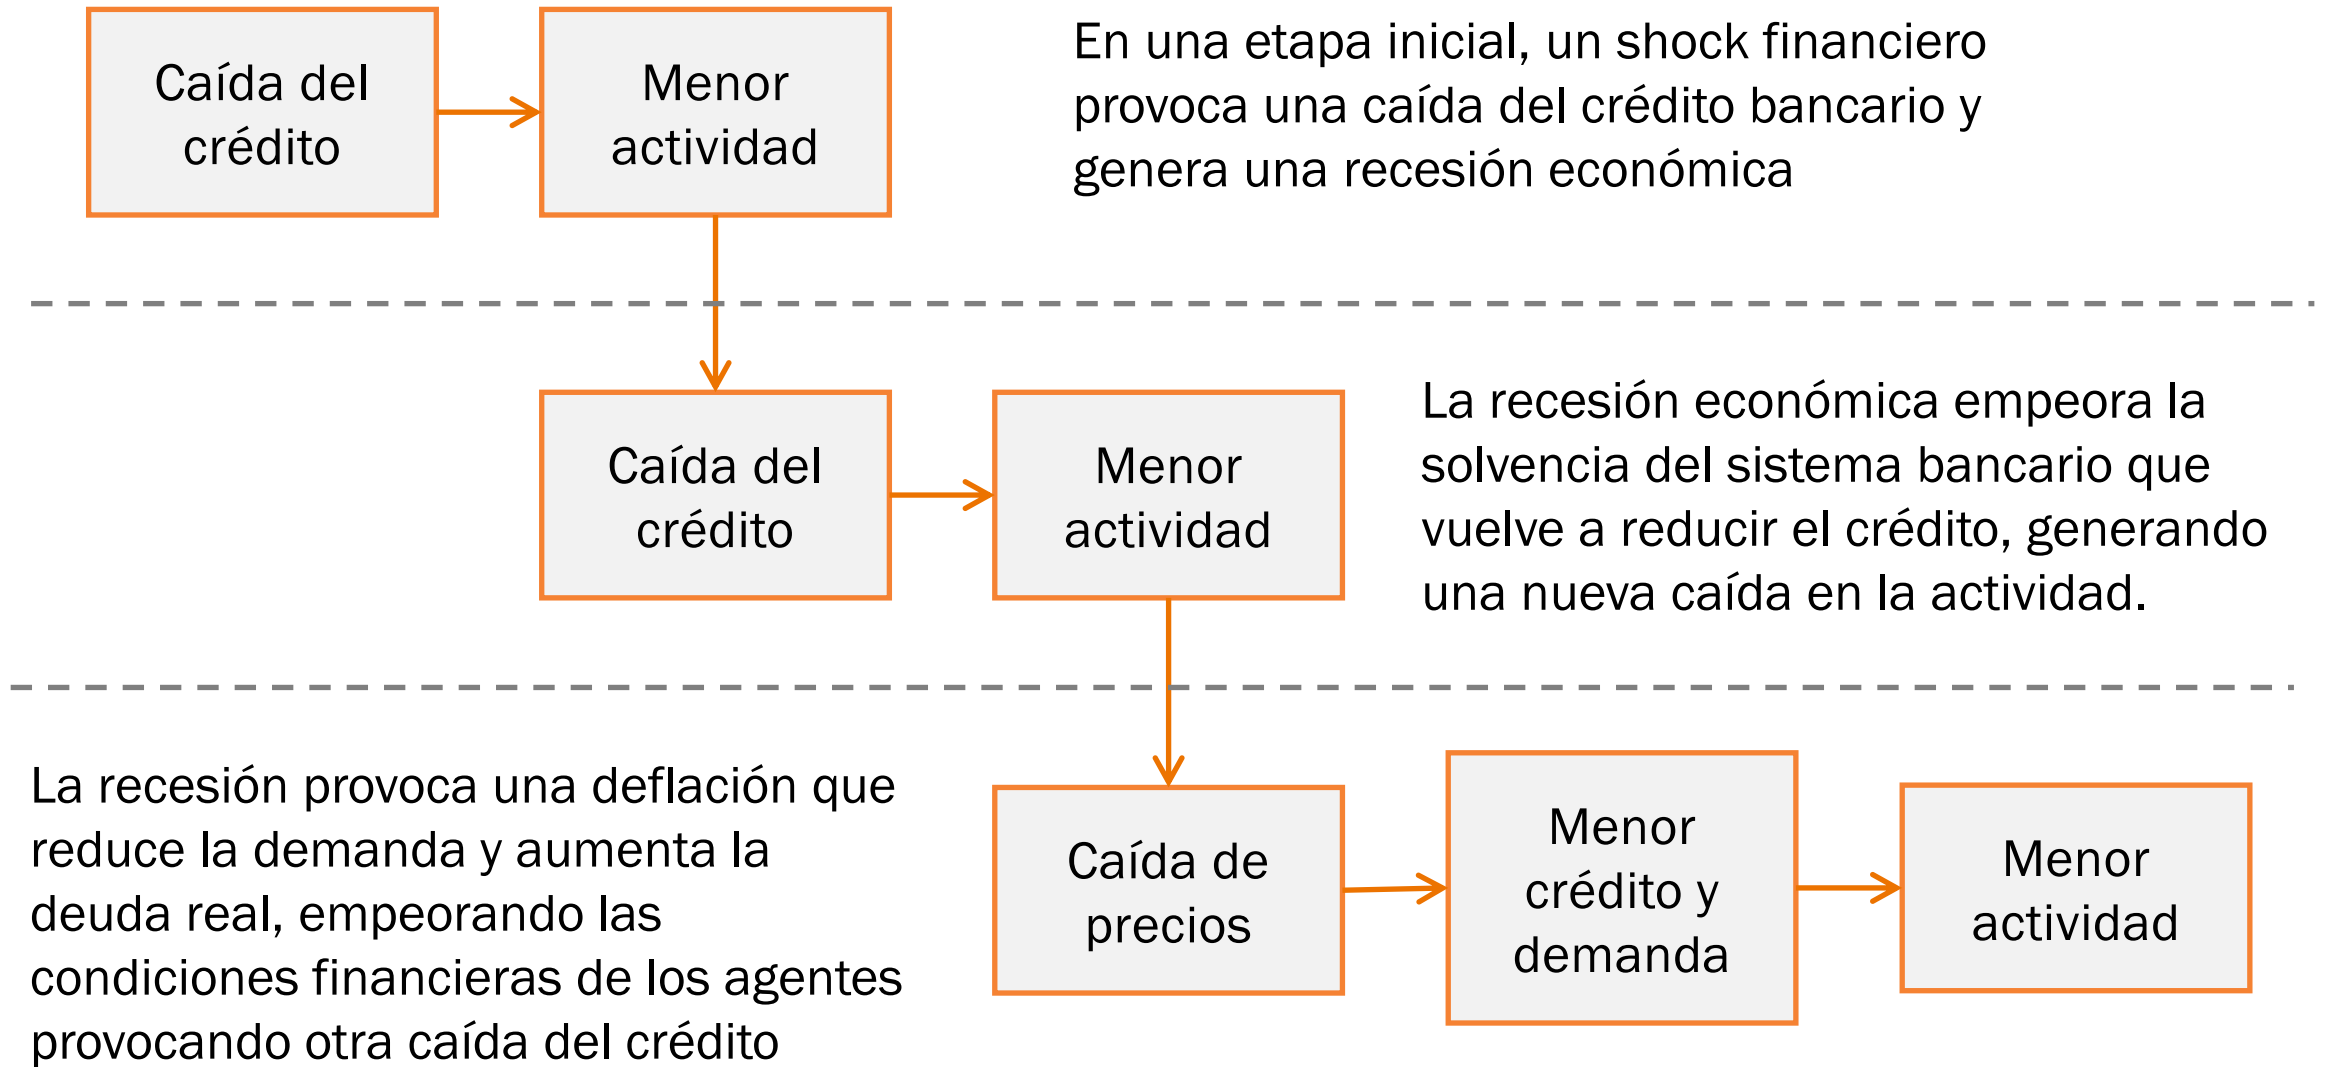 Caída del
crédito
Menor
actividad
En una etapa inicial, un shock financiero
provoca una caída del crédito bancario y
genera una recesión económica
Caída del
crédito
Menor
actividad
La recesión económica empeora la
solvencia del sistema bancario que
vuelve a reducir el crédito, generando
una nueva caída en la actividad.
La recesión provoca una deflación que
reduce la demanda y aumenta la
deuda real, empeorando las
condiciones financieras de los agentes
provocando otra caída del crédito
Caída de
precios
Menor
crédito y
demanda
Menor
actividad